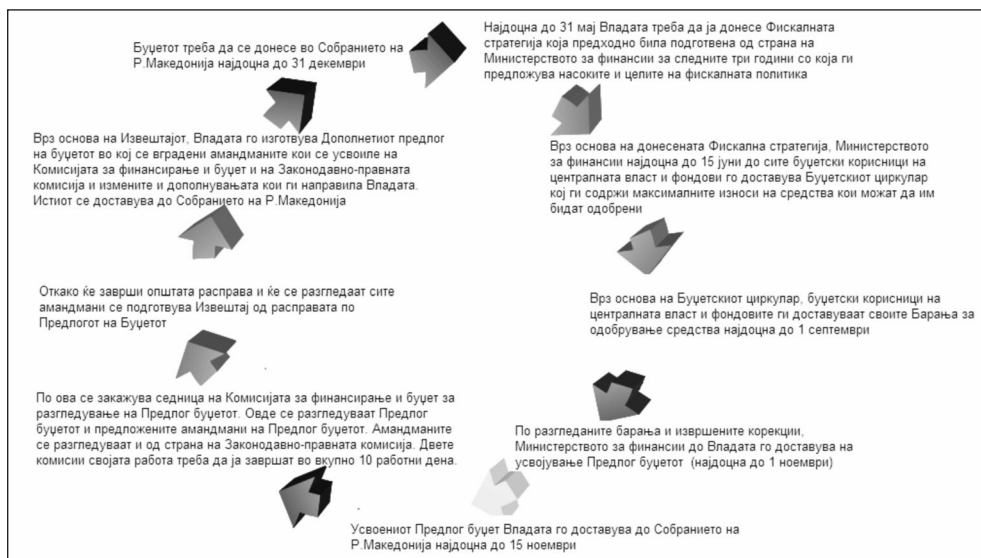 Најдоцна до 31 мај Владата треба да ја донесе Фискалната
стратегија која предходно била подготвена од страна на
Министерството за финансии за следните три години со која ги
предложува насоките и целите на фискалната политика
Врз основа на донесената Фискална стратегија, Министерството
за финансии најдоцна до 15 јуни до сите буџетски корисници на
централната власт и фондови го доставува Буџетскиот циркулар
кој ги содржи максималните износи на средства кои можат да им
бидат одобрени
Врз основа на Буџетскиот циркулар, буџетски корисници на
централната власт и фондовите ги доставуваат своите Барања за
одобрување средства најдоцна до 1 септември
По разгледаните барања и извршените корекции,
Министерството за финансии до Владата го доставува на
усвојување Предлог буџетот (најдоцна до 1 ноември)
Усвоениот Предлог буџет Владата го доставува до Собранието на
Р.Македонија најдоцна до 15 ноември
По ова се закажува седница на Комисијата за финансирање и буџет за
разгледување на Предлог буџетот. Овде се разгледуваат Предлог
буџетот и предложените амандмани на Предлог буџетот. Амандманите
се разгледуваат и од страна на Законодавно-правната комисија. Двете
комисии својата работа треба да ја завршат во вкупно 10 работни дена.
Откако ќе заврши општата расправа и ќе се разгледаат сите
амандмани се подготвува Извештај од расправата по
Предлогот на Буџетот
Врз основа на Извештајот, Владата го изготвува Дополнетиот предлог
на буџетот во кој се вградени амандманите кои се усвоиле на
Комисијата за финансирање и буџет и на Законодавно-правната
комисија и измените и дополнувањата кои ги направила Владата.
Истиот се доставува до Собранието на Р.Македонија
Буџетот треба да се донесе во Собранието на
Р.Македонија најдоцна до 31 декември